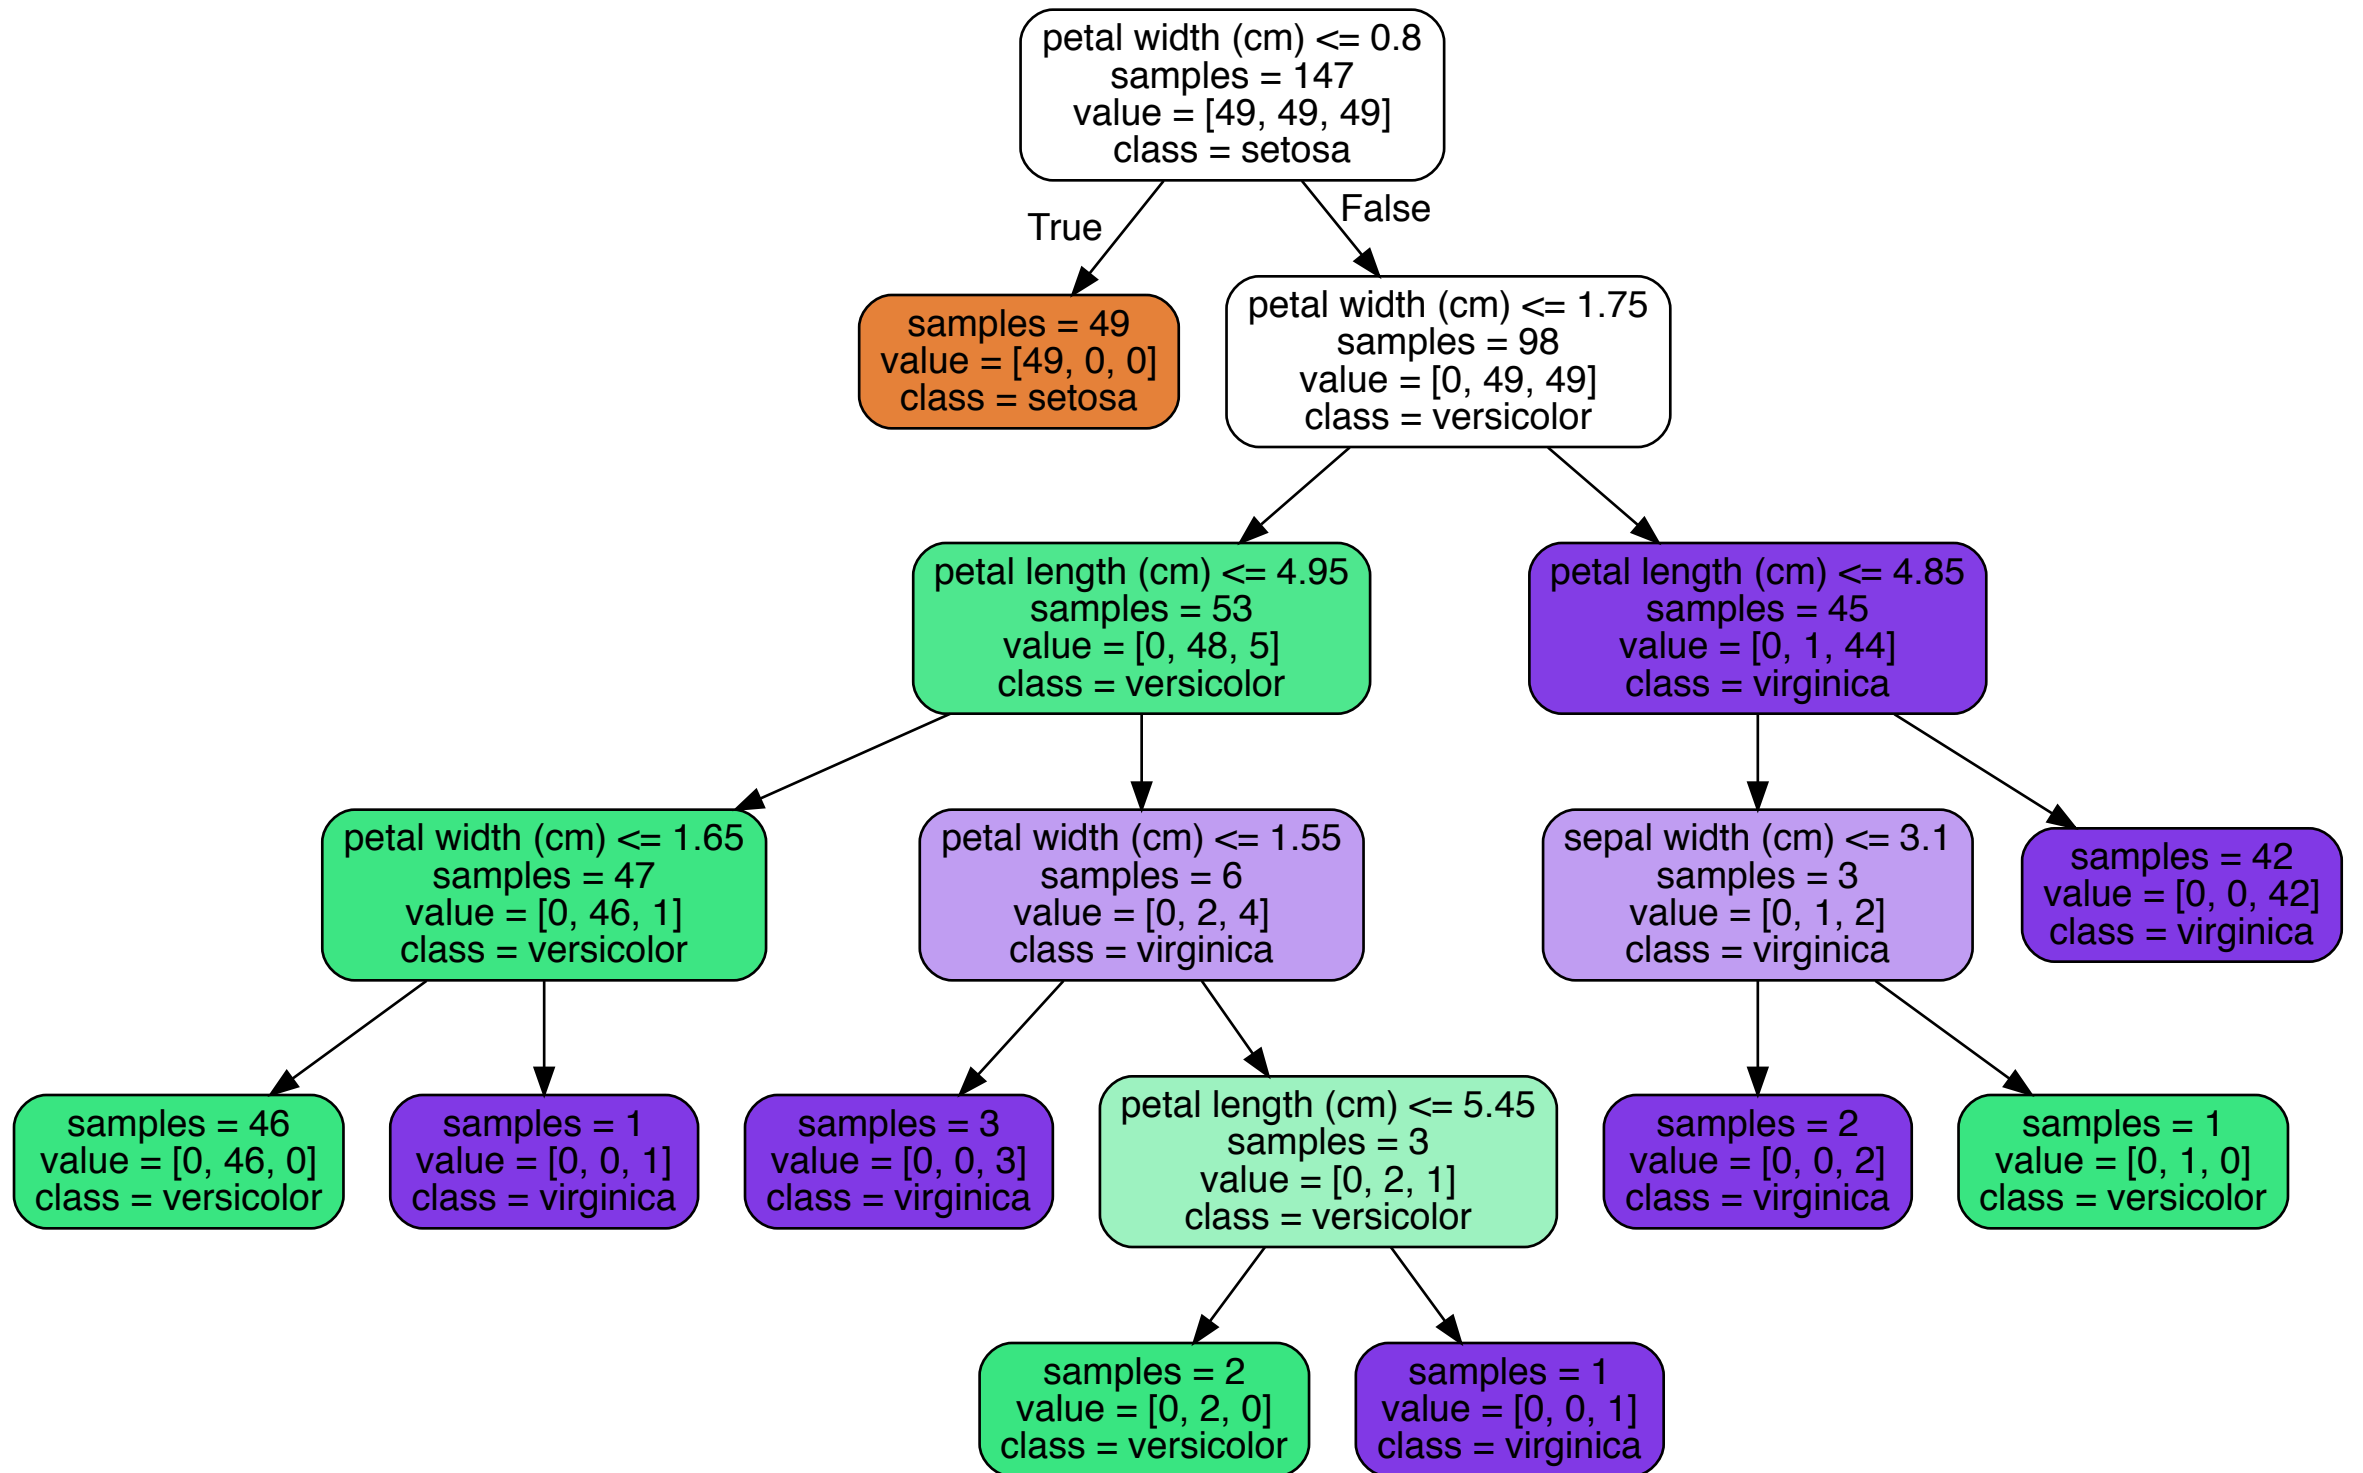 petal width (cm) <= 0.8
samples = 147
value = [49, 49, 49]
class = setosa
True
False
samples = 49
value = [49, 0, 0]
class = setosa
petal width (cm) <= 1.75
samples = 98
value = [0, 49, 49]
class = versicolor
petal length (cm) <= 4.95
samples = 53
value = [0, 48, 5]
class = versicolor
petal length (cm) <= 4.85
samples = 45
value = [0, 1, 44]
class = virginica
petal width (cm) <= 1.65
samples = 47
value = [0, 46, 1]
class = versicolor
petal width (cm) <= 1.55
samples = 6
value = [0, 2, 4]
class = virginica
sepal width (cm) <= 3.1
samples = 3
value = [0, 1, 2]
class = virginica
samples = 42
value = [0, 0, 42]
class = virginica
samples = 46
value = [0, 46, 0]
class = versicolor
samples = 1
value = [0, 0, 1]
class = virginica
samples = 3
value = [0, 0, 3]
class = virginica
petal length (cm) <= 5.45
samples = 3
value = [0, 2, 1]
class = versicolor
samples = 2
value = [0, 0, 2]
class = virginica
samples = 1
value = [0, 1, 0]
class = versicolor
samples = 2
value = [0, 2, 0]
class = versicolor
samples = 1
value = [0, 0, 1]
class = virginica